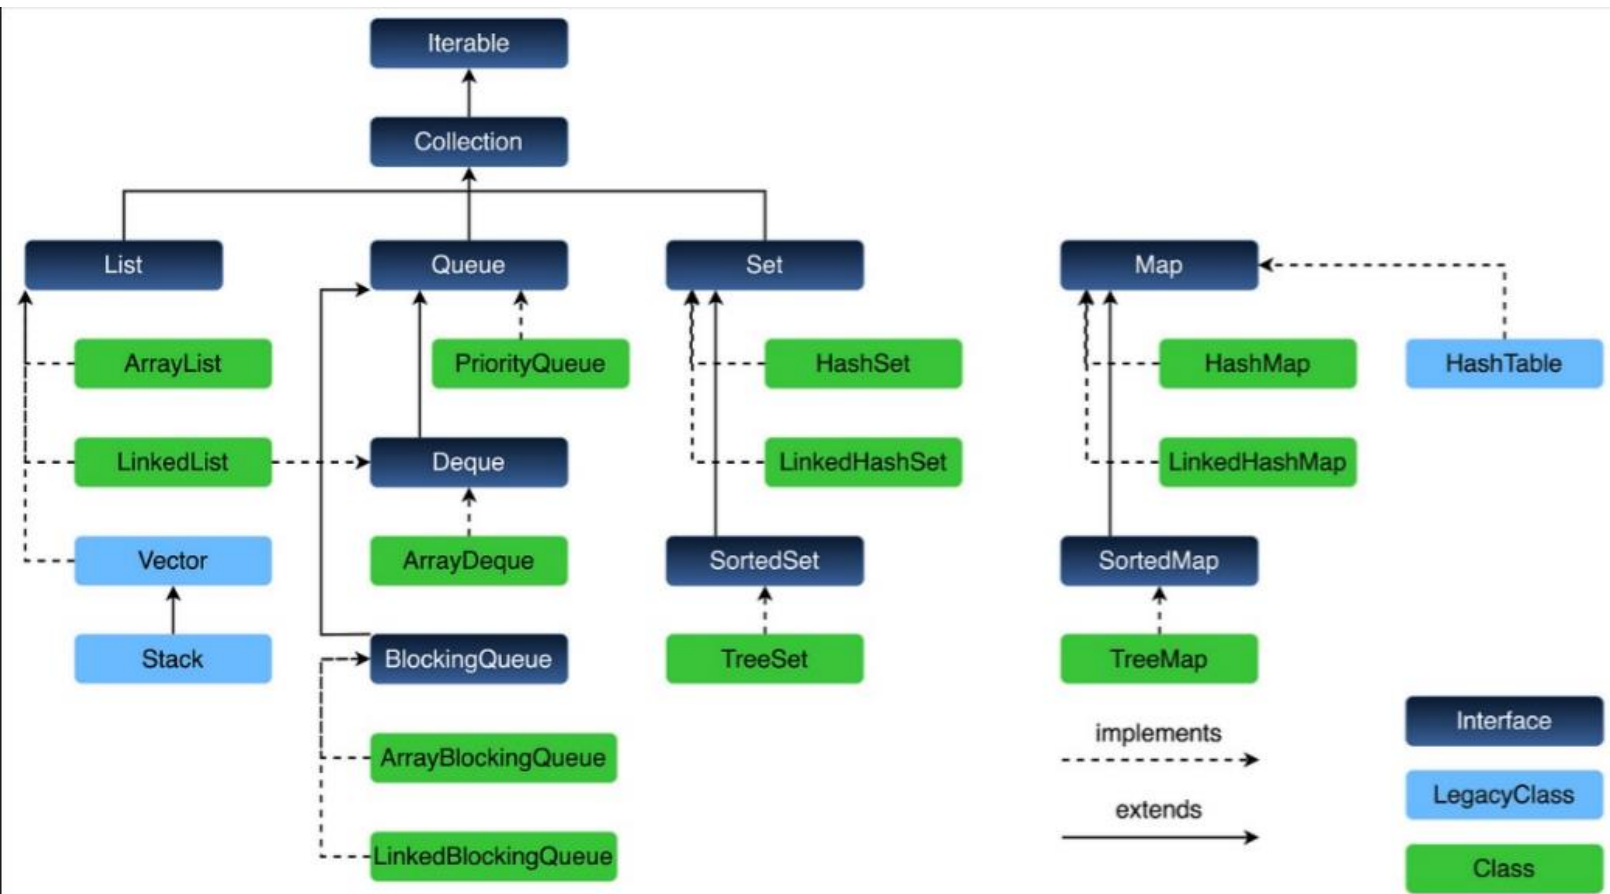 Iterable
Collection
List
Queue
Set
Map
ArrayList
PriorityQueue
HashSet
HashMap
HashTable
LinkedList
Deque
LinkedHashSet
LinkedHashMap
Vector
ArrayDeque
SortedSet
SortedMap
Stack
BlockingQueue
TreeSet
TreeMap
Interface
implements
ArrayBlockingQueue
LegacyClass
extends
LinkedBlockingQueue
Class